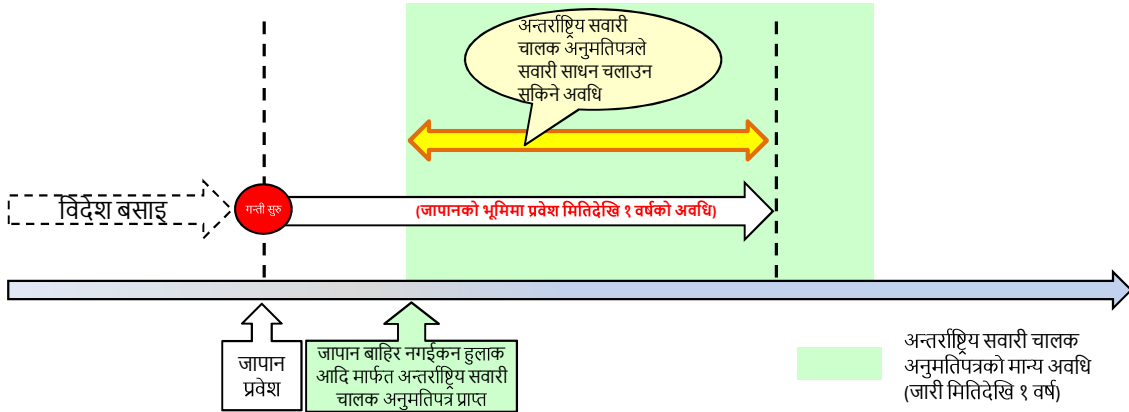 अन्तर्राष्ट्रिय सवारी
चालक अनुमतिपत्रले
सवारी साधन चलाउन
सकिने अवधि
विदेश बसाइ
गन्ती सुरु
(जापानको भूमिमा प्रवेश मितिदेखि १ वर्षको अवधि)
जापान
प्रवेश
जापान बाहिर नगईकन हुलाक
आदि मार्फत अन्तर्राष्ट्रिय सवारी
चालक अनुमतिपत्र प्राप्त
अन्तर्राष्ट्रिय सवारी चालक
अनुमतिपत्रको मान्य अवधि
(जारी मितिदेखि १ वर्ष)